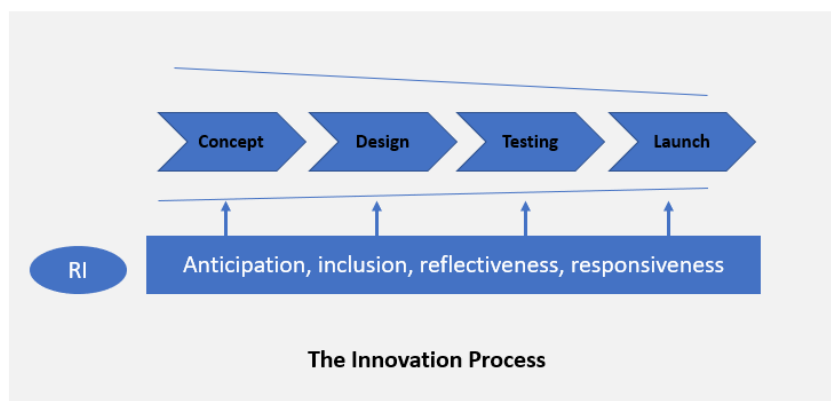 Concept
Design
Testing
Launch
RI
Anticipation, inclusion, reflectiveness, responsiveness
The Innovation Process